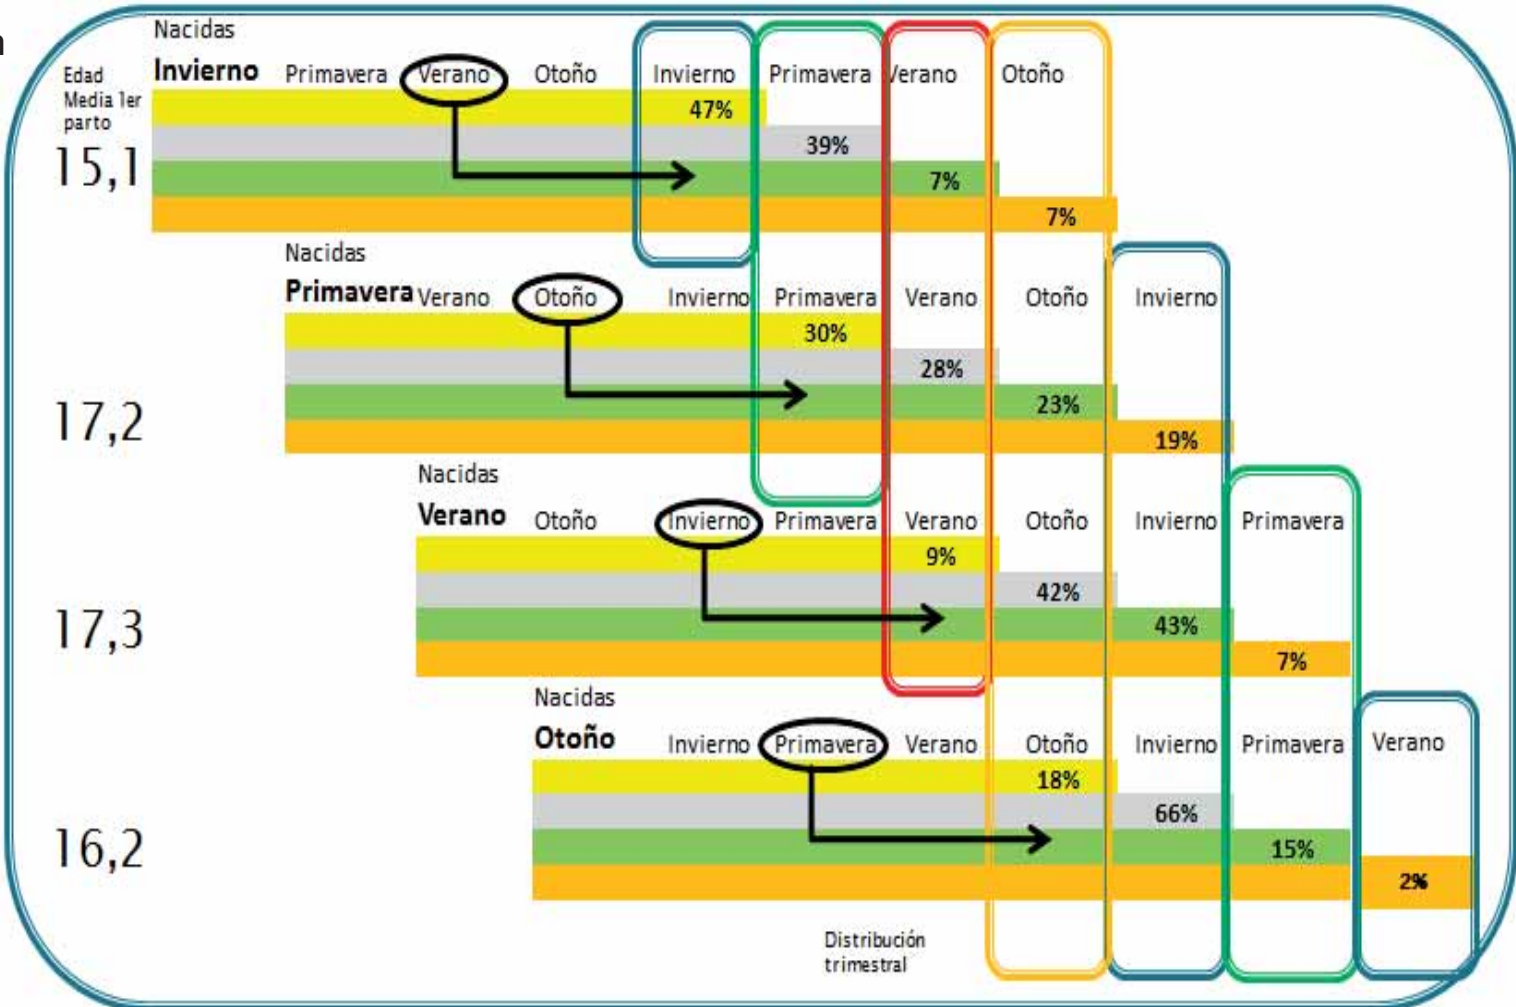 n
Nacidas
Edad
Media 1er
parto
Invierno Primavera Verano Otoño Invierno Primavera Verano Otoño
47%
39%
15,1
7%
7%
Nacidas
Primavera Verano Otoño Invierno Primavera Verano Otoño Invierno
30%
28%
23%
17,2
19%
Nacidas
Verano Otoño Invierno Primavera Verano Otoño Invierno Primavera
9%
42%
17,3
43%
7%
Nacidas
Otoño Invierno Primavera Verano Otoño Invierno Primavera Verano
18%
66%
16,2
15%
2%
Distribución
trimestral